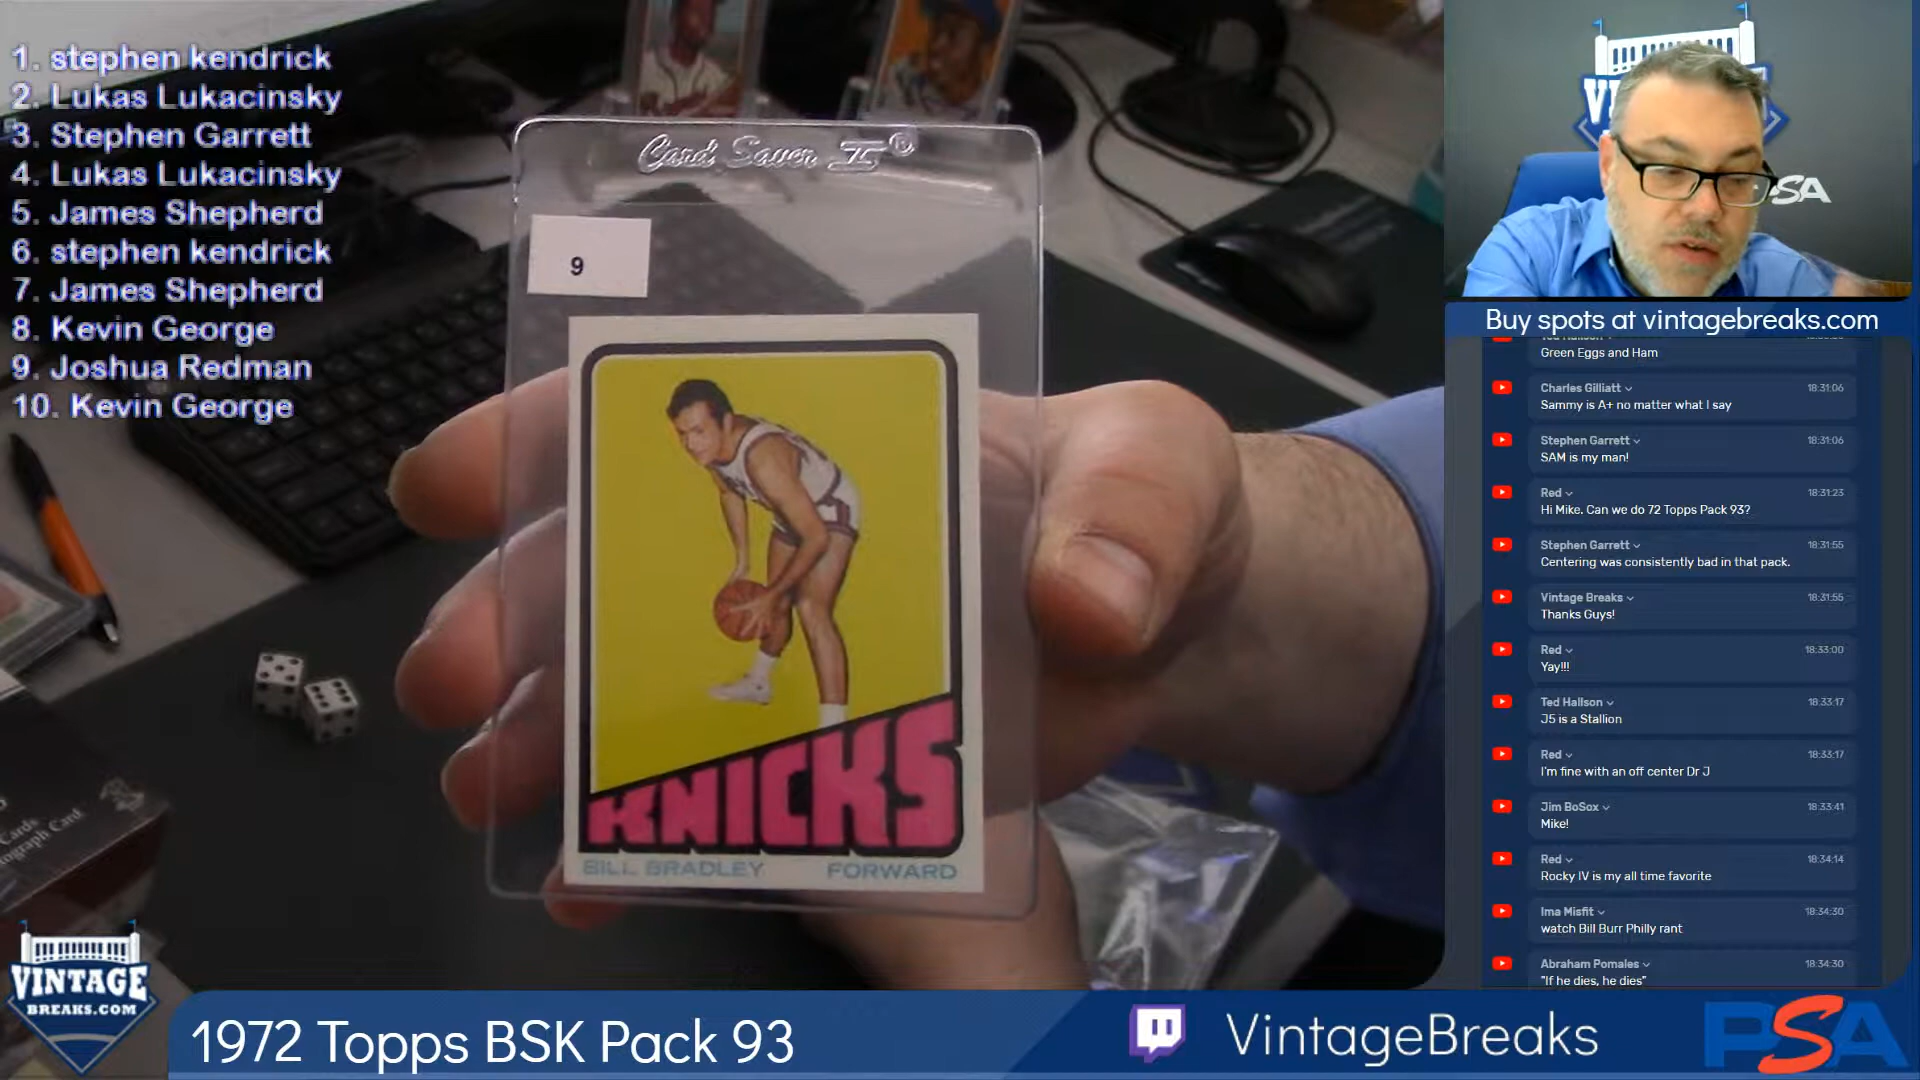 1. stephen kendrick
2. Lukas Lukacinsky
3. Stephen Garrett
4. Lukas Lukacinsky
5. James Shepherd
6. stephen kendrick
7. James Shepherd
8. Kevin George
9. Joshua Redman
10. Kevin George
Card Saver II®
9
KNICKS
BILL BRADLEY FORWARD
Cards
tograph Card
VINTAGE
BREAKS.COM
1972 Topps BSK Pack 93
VintageBreaks
PSA
V
SA
Buy spots at vintagebreaks.com
Green Eggs and Ham
Charles Gilliatt 18:31:06
Sammy is A+ no matter what I say
Stephen Garrett 18:31:06
SAM is my man!
Red 18:31:23
Hi Mike. Can we do 72 Topps Pack 93?
Stephen Garrett 18:31:55
Centering was consistently bad in that pack.
Vintage Breaks 18:31:55
Thanks Guys!
Red 18:33:00
Yay!!!
Ted Hallson 18:33:17
J5 is a Stallion
Red 18:33:17
I'm fine with an off center Dr J
Jim BoSox 18:33:41
Mike!
Red 18:34:14
Rocky IV is my all time favorite
Ima Misfit 18:34:30
watch Bill Burr Philly rant
Abraham Pomales 18:34:30
"If he dies, he dies"